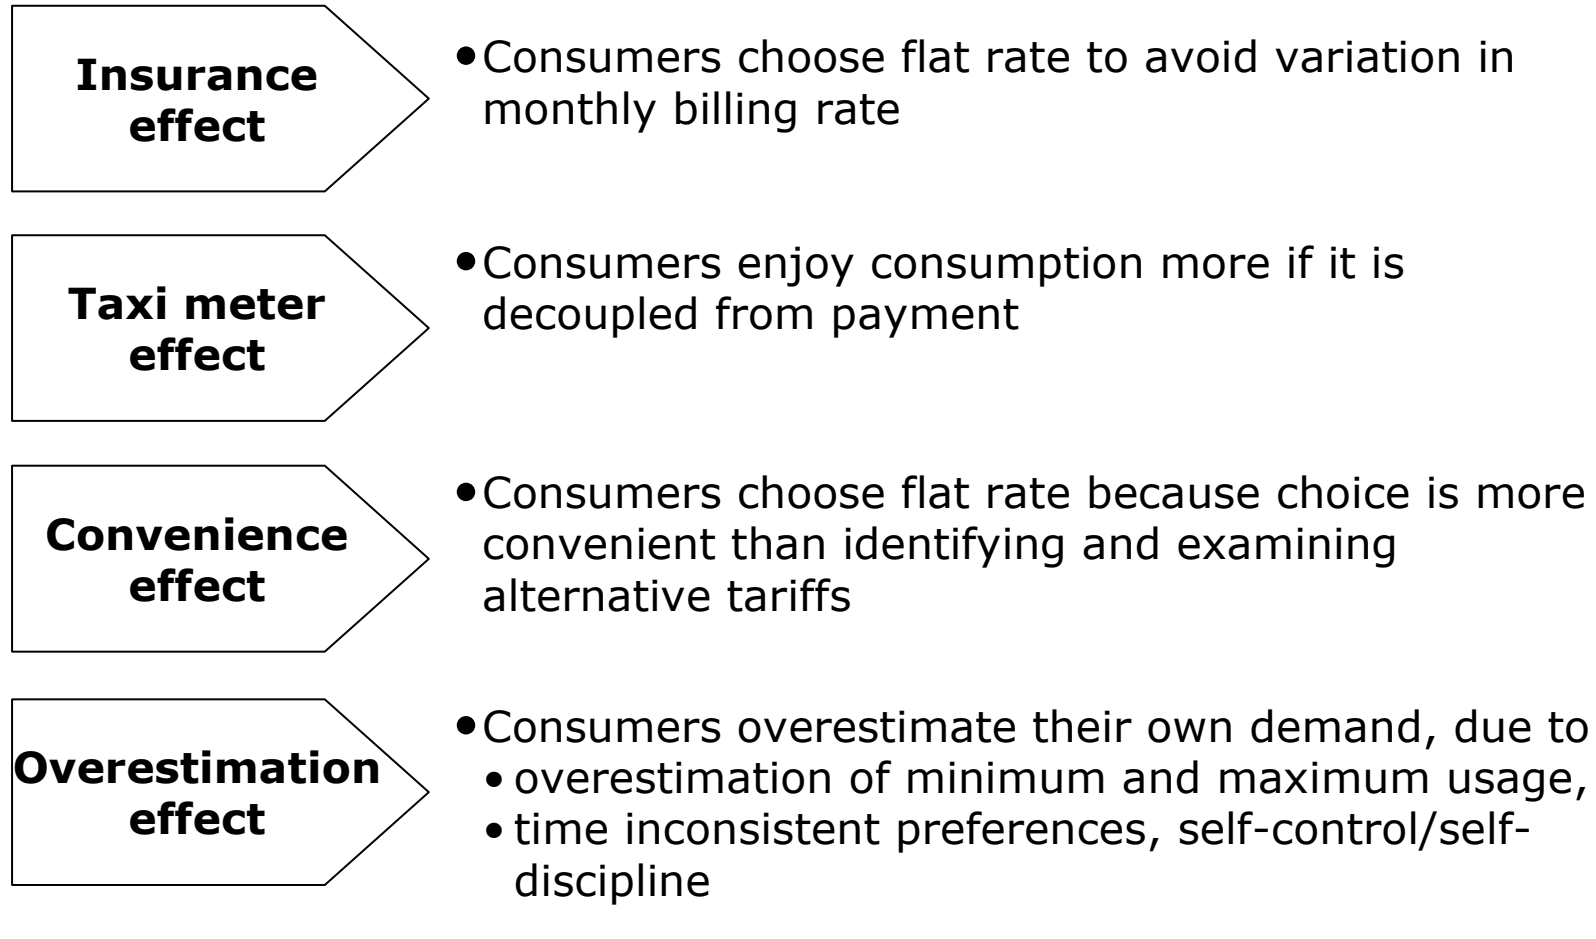 Insurance
effect
•Consumers choose flat rate to avoid variation in
monthly billing rate
Taxi meter
effect
•Consumers enjoy consumption more if it is
decoupled from payment
Convenience
effect
•Consumers choose flat rate because choice is more
convenient than identifying and examining
alternative tariffs
Overestimation
effect
•Consumers overestimate their own demand, due to
•overestimation of minimum and maximum usage,
•time inconsistent preferences, self-control/self-
discipline